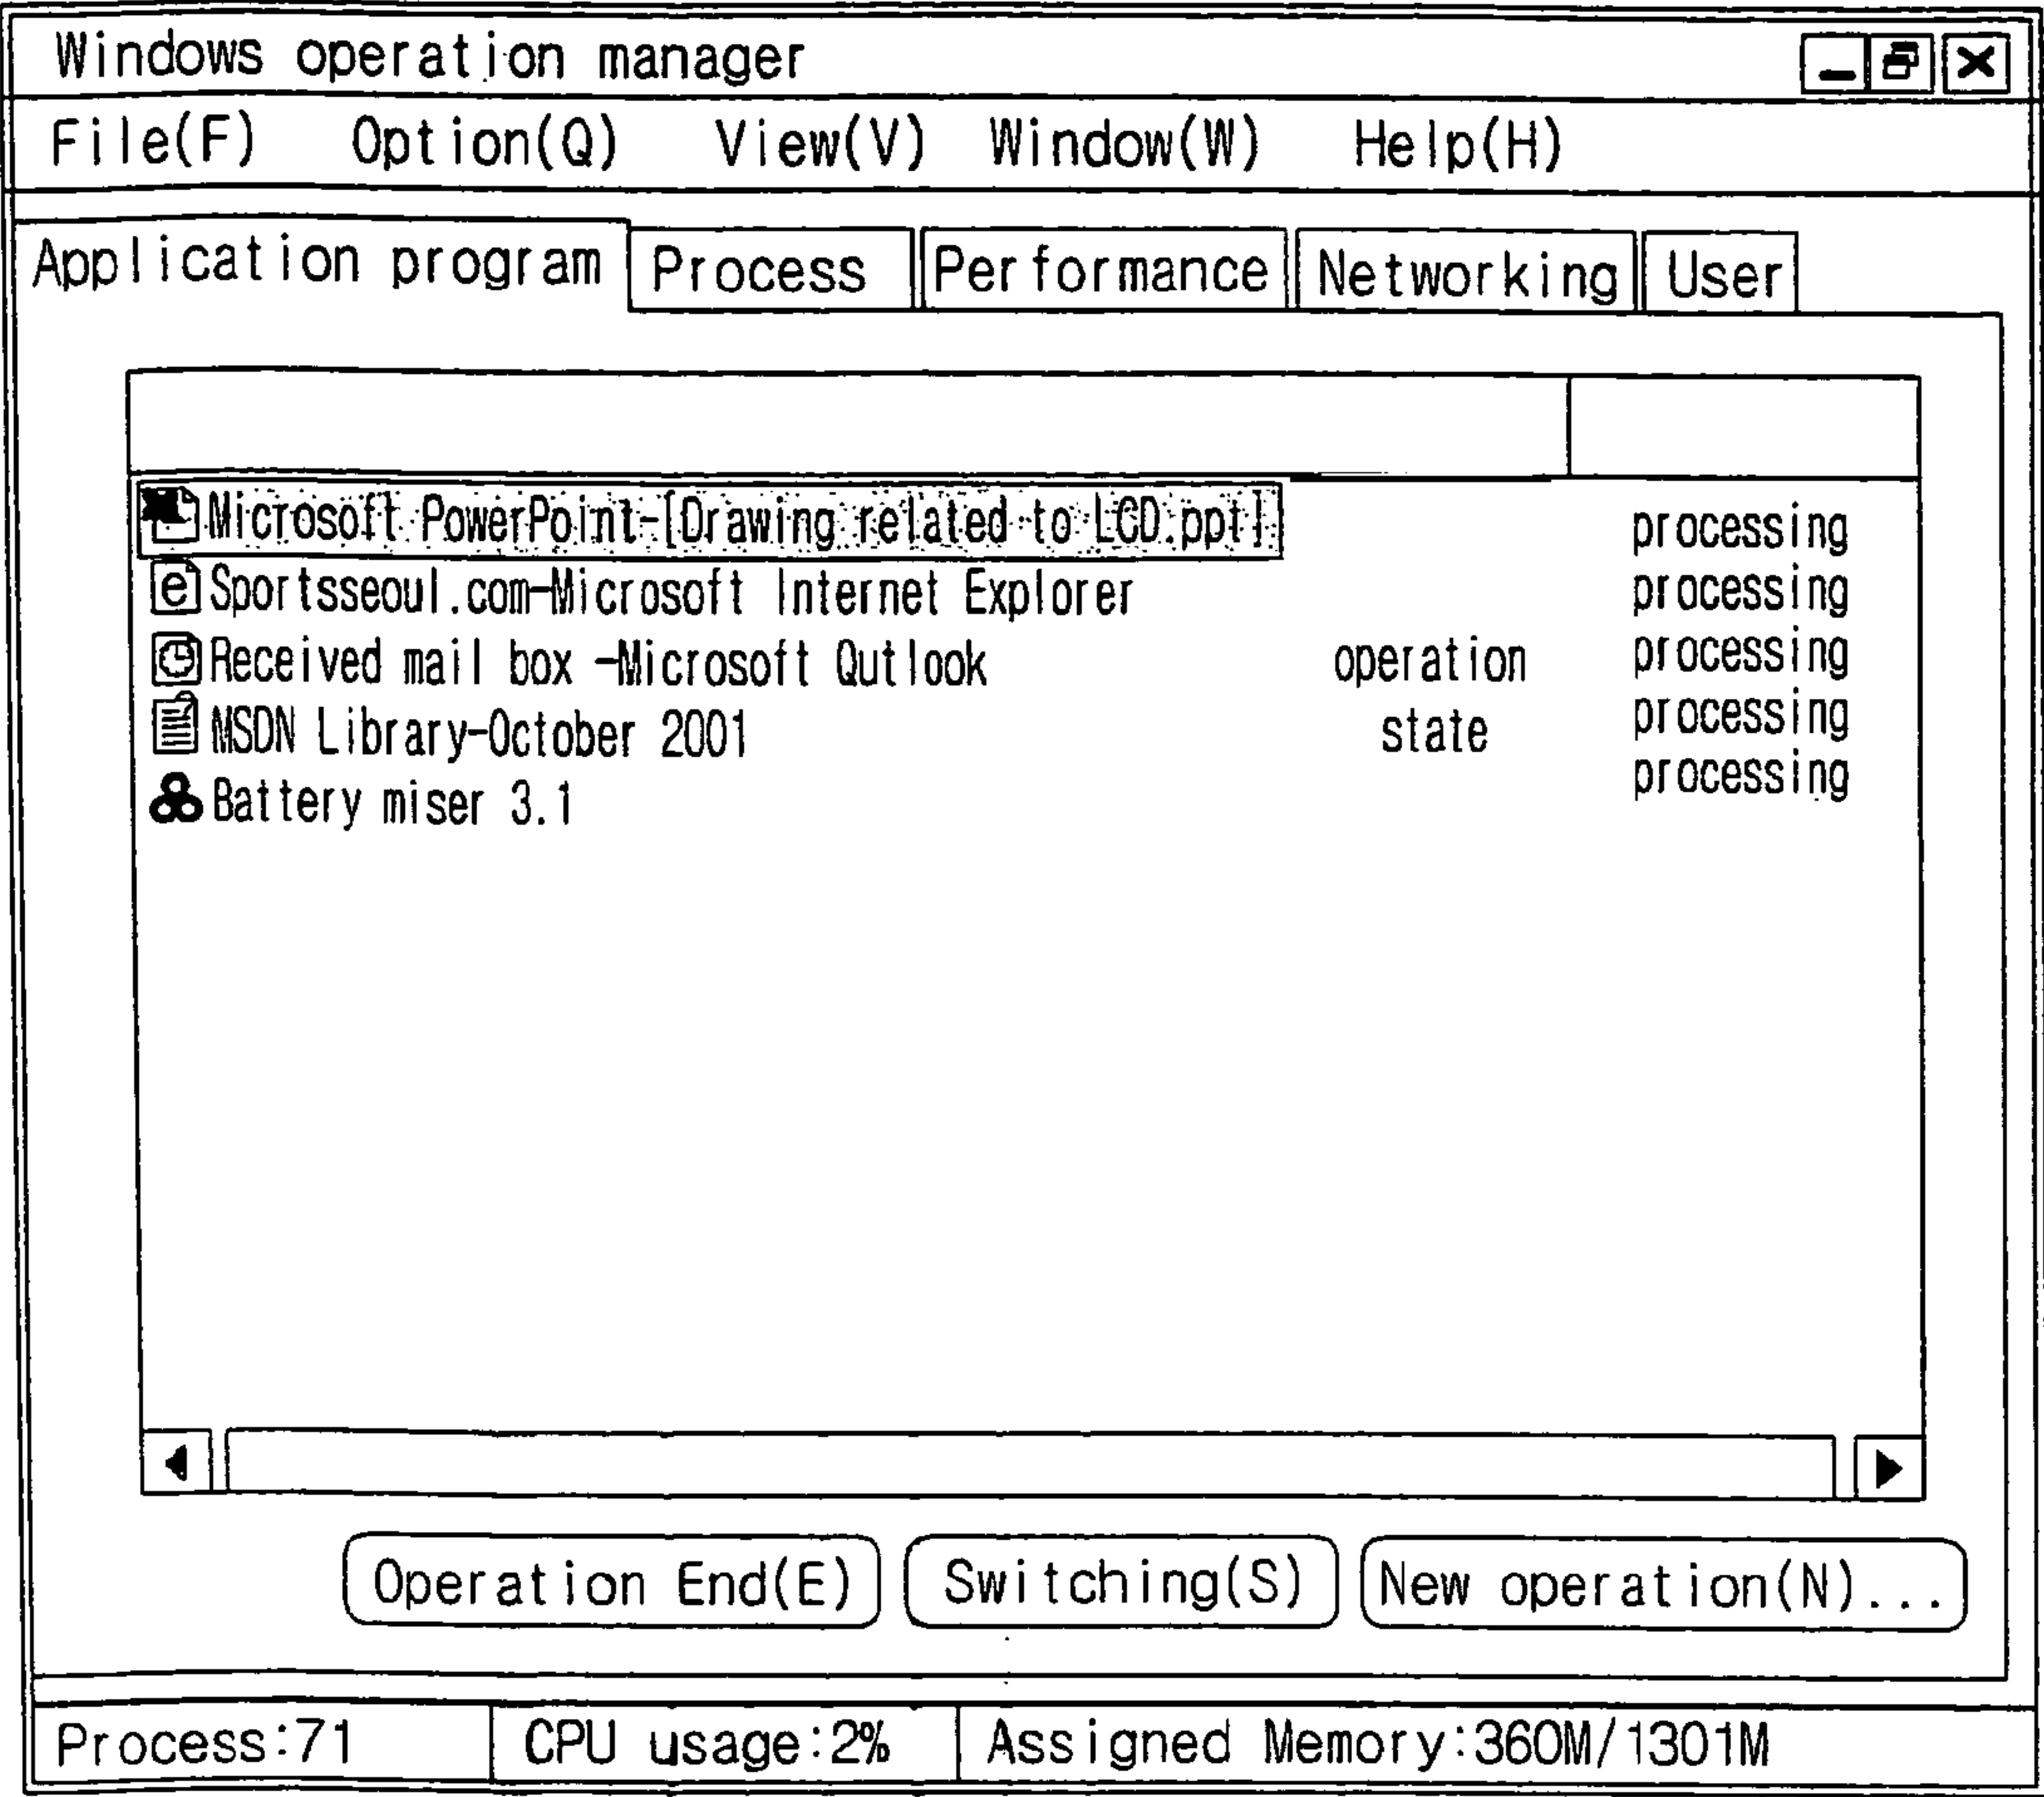 Windows operation manager
File(F) Option(Q) View(V) Window(W) Help(H)
Application program Process Performance Networking User
Microsoft PowerPoint-[Drawing related to LCD.ppt] processing
Sportsseoul.com-Microsoft Internet Explorer processing
Received mail box -Microsoft Qutlook operation processing
MSDN Library-October 2001 state processing
Battery miser 3.1 processing
Operation End(E) Switching(S) New operation(N)...
Process:71 CPU usage:2% Assigned Memory:360M/1301M